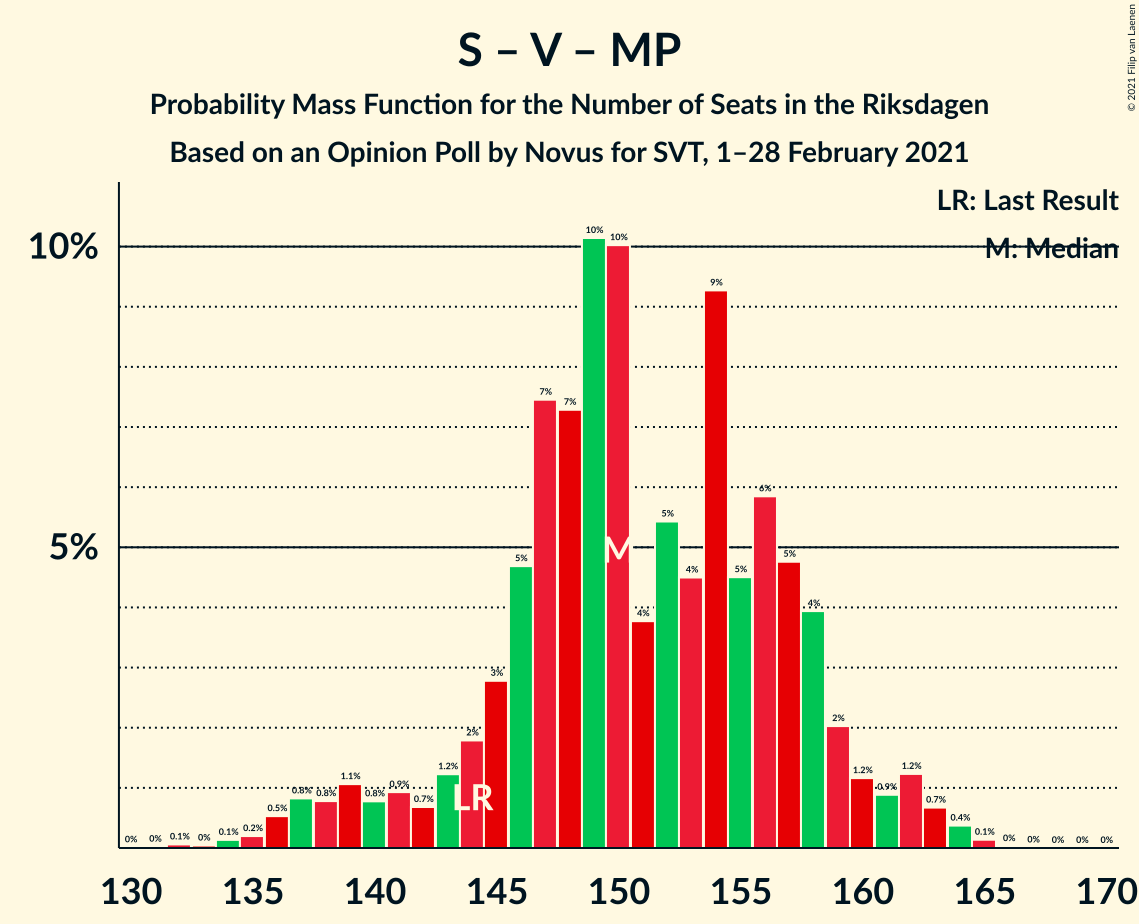 S – V – MP
Probability Mass Function for the Number of Seats in the Riksdagen
Based on an Opinion Poll by Novus for SVT, 1–28 February 2021
© 2021 Filip van Laenen
LR: Last Result
M: Median
10%
5%
0% 0% 0.1% 0% 0.1% 0.2% 0.5% 0.8% 0.8% 1.1% 0.8% 0.9% 0.7% 1.2% 2% 3% 5% 7% 7% 10% 10% 4% 5% 4% 9% 5% 6% 5% 4% 2% 1.2% 0.9% 1.2% 0.7% 0.4% 0.1% 0% 0% 0% 0% 0%
M
LR
130 135 140 145 150 155 160 165 170